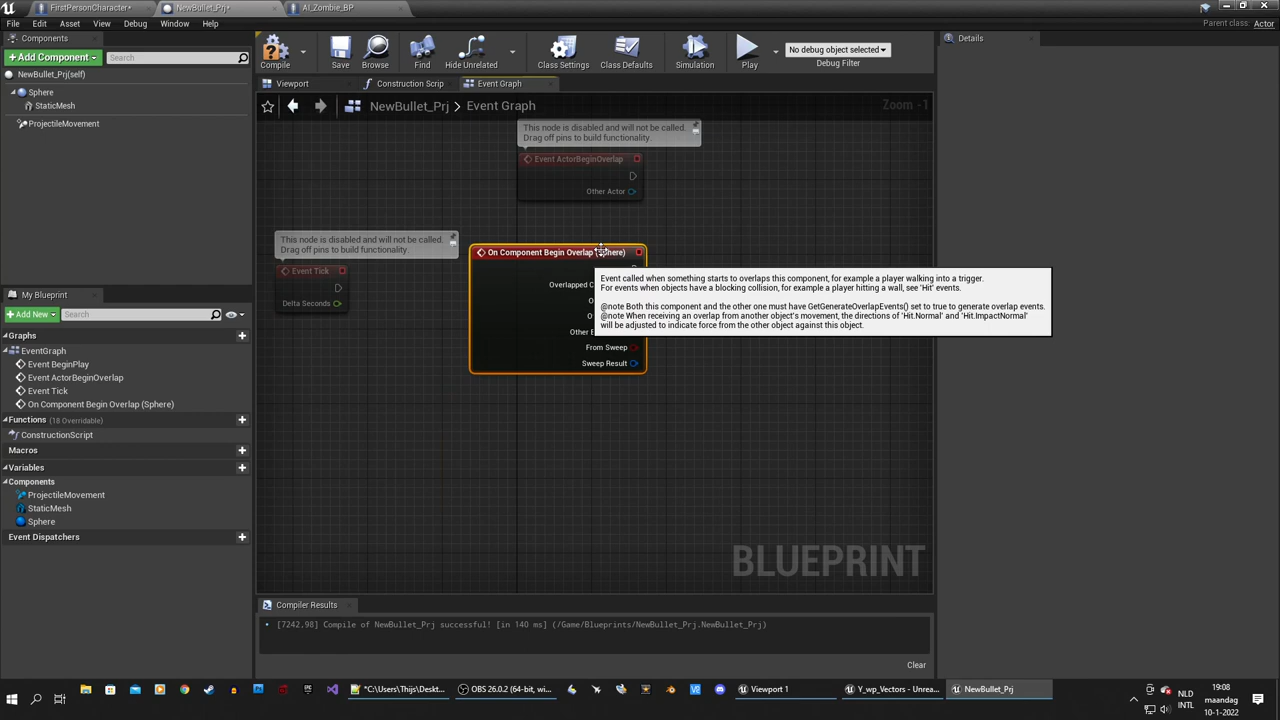 FirstPersonCharacter*
NewBullet_Prj*
AI_Zombie_BP
File Edit Asset View Debug Window Help
Parent class: Actor
Components
+Add Component
Search
NewBullet_Prj(self)
Sphere
StaticMesh
ProjectileMovement
Compile
Save
Browse
Find
Hide Unrelated
Class Settings
Class Defaults
Simulation
Play
No debug object selected
Debug Filter
Details
Viewport
Construction Scrip
Event Graph
NewBullet_Prj > Event Graph
Zoom -1
This node is disabled and will not be called.
Drag off pins to build functionality.
Event ActorBeginOverlap
Other Actor
This node is disabled and will not be called.
Drag off pins to build functionality.
Event Tick
Delta Seconds
On Component Begin Overlap (Sphere)
Overlapped C
O
O
Other B
From Sweep
Sweep Result
Event called when something starts to overlaps this component, for example a player walking into a trigger.
For events when objects have a blocking collision, for example a player hitting a wall, see 'Hit' events.
@note Both this component and the other one must have GetGenerateOverlapEvents() set to true to generate overlap events.
@note When receiving an overlap from another object's movement, the directions of 'Hit.Normal' and 'Hit.ImpactNormal'
will be adjusted to indicate force from the other object against this object.
My Blueprint
+Add New
Search
Graphs
EventGraph
Event BeginPlay
Event ActorBeginOverlap
Event Tick
On Component Begin Overlap (Sphere)
Functions (18 Overridable)
ConstructionScript
Macros
Variables
Components
ProjectileMovement
StaticMesh
Sphere
Event Dispatchers
BLUEPRINT
Compiler Results
[7242,98] Compile of NewBullet_Prj successful! [in 140 ms] (/Game/Blueprints/NewBullet_Prj.NewBullet_Prj)
Clear
*C:\Users\Thijs\Deskt...
OBS 26.0.2 (64-bit, wi...
Viewport 1
Y_wp_Vectors - Unrea...
NewBullet_Prj
NLD
INTL
19:08
maandag
10-1-2022